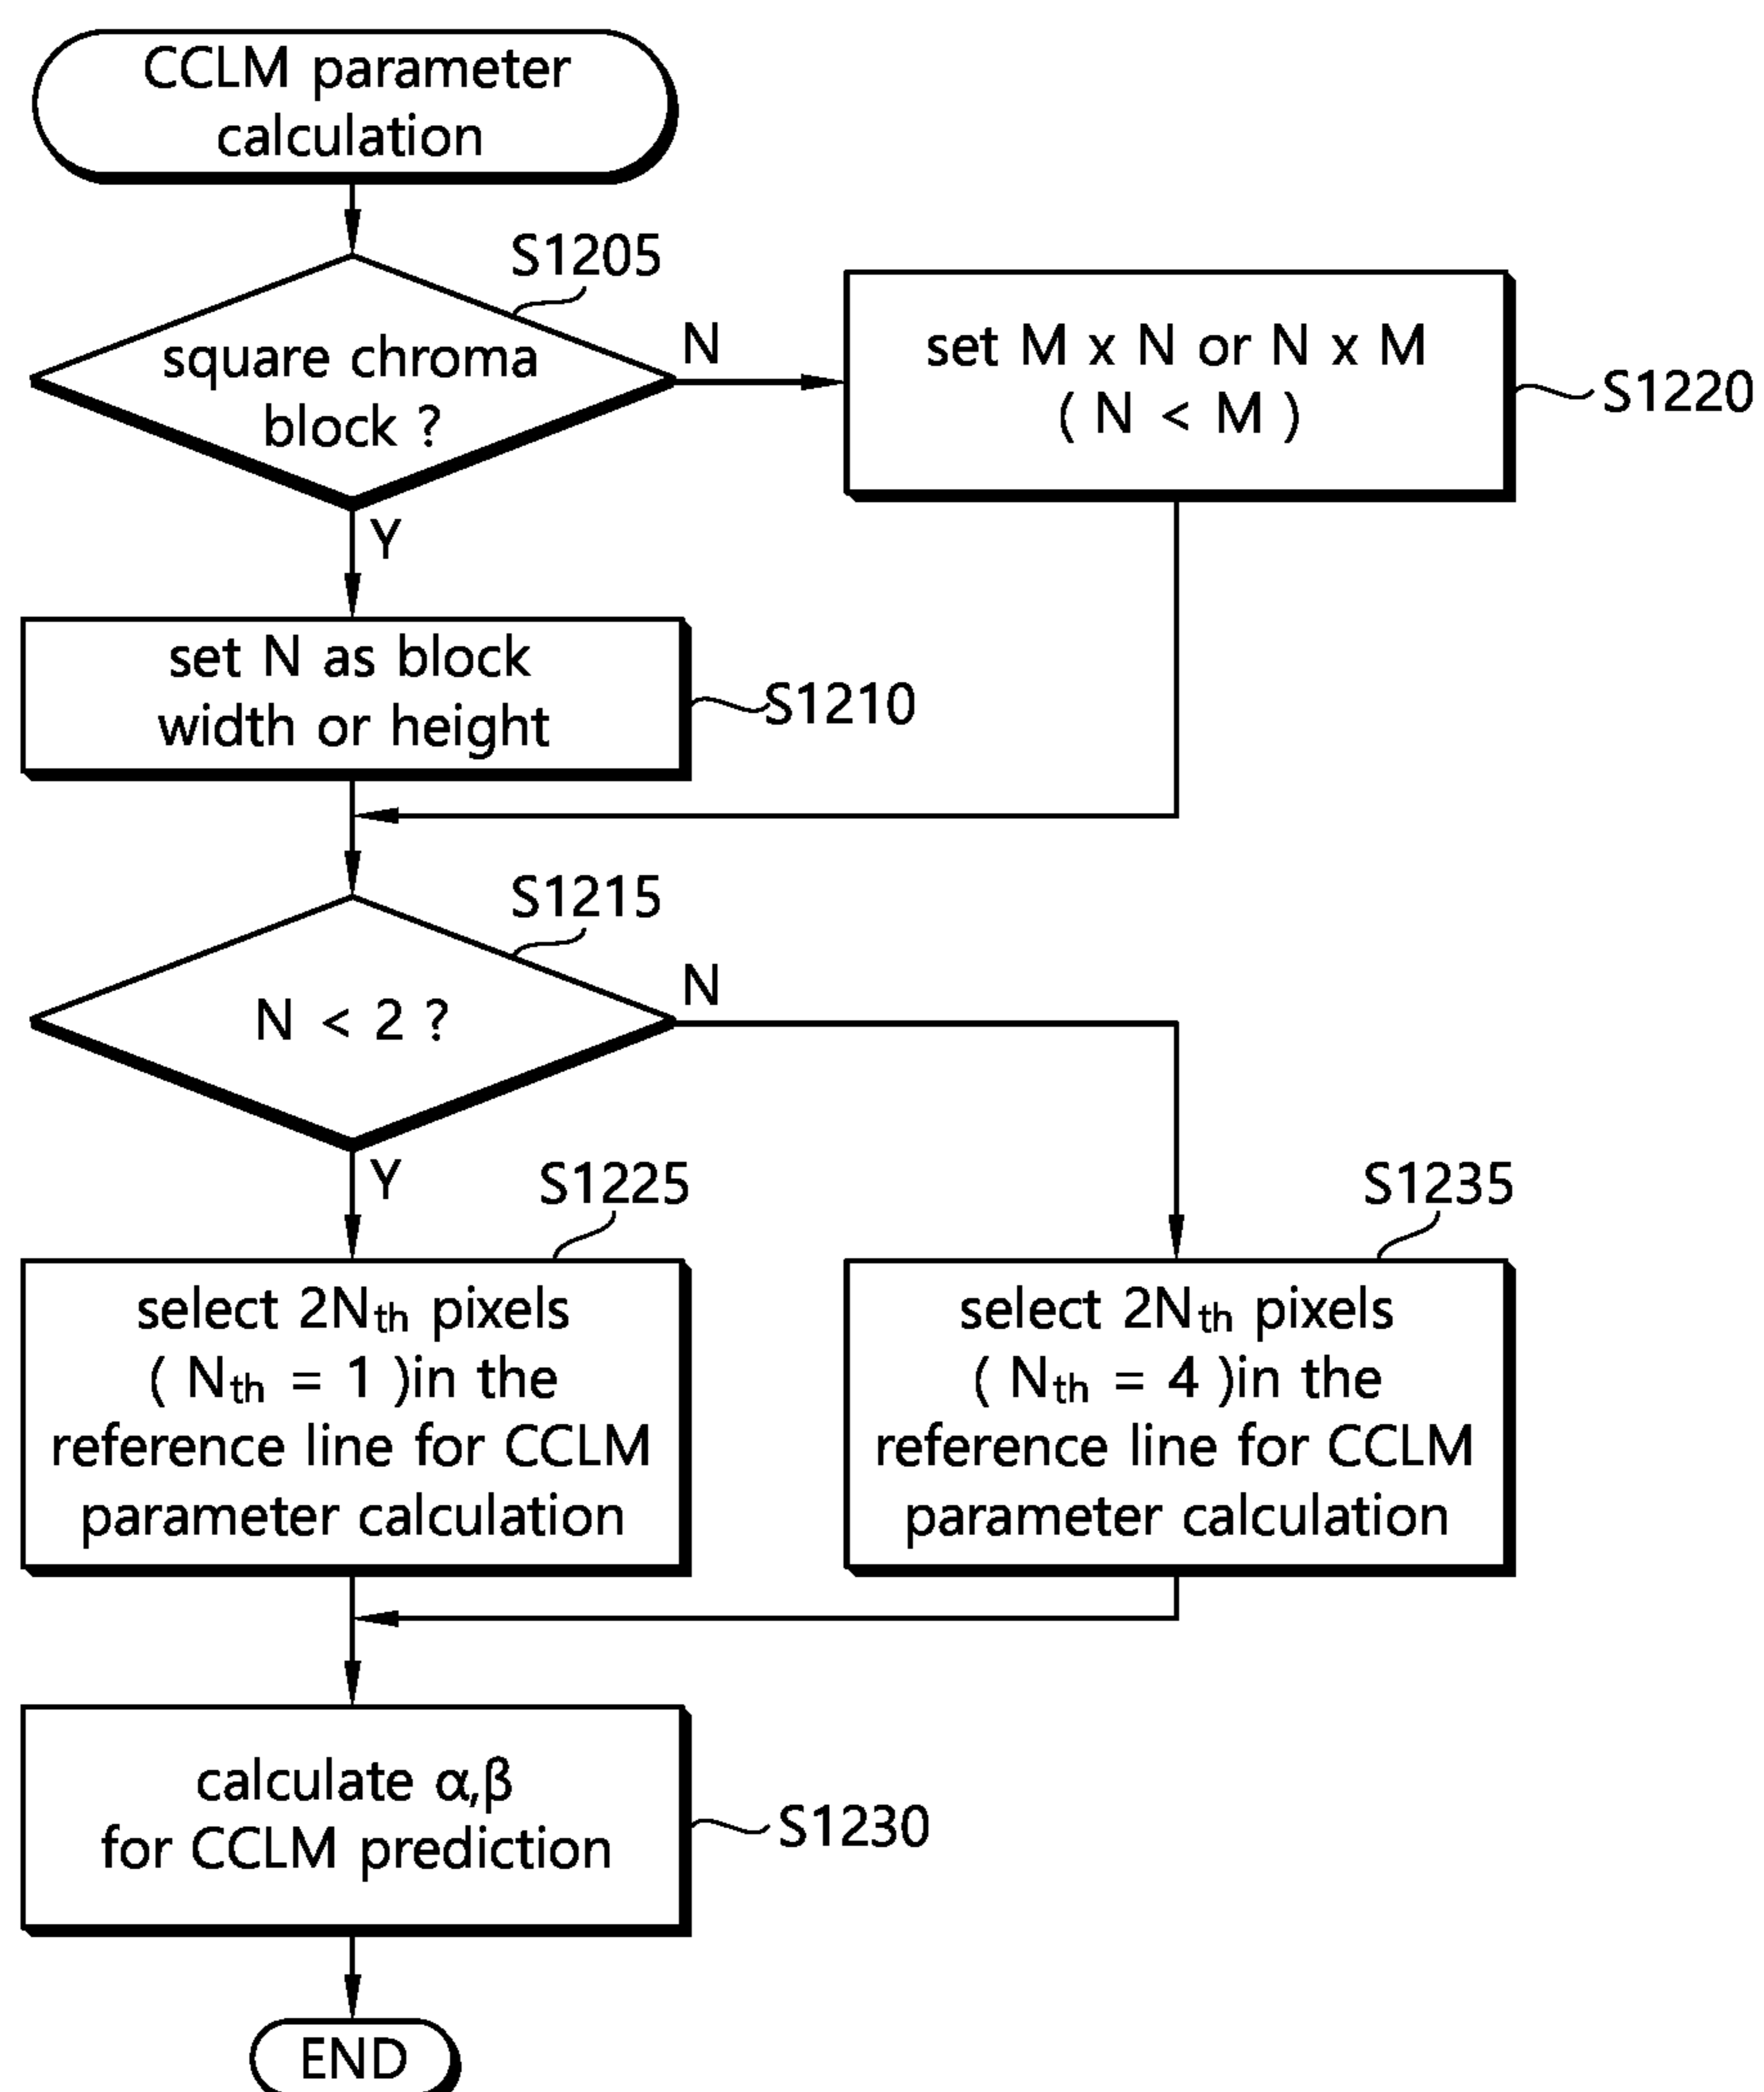 CCLM parameter
calculation
S1205
square chroma
block ?
N
set M x N or N x M
( N < M )
S1220
Y
set N as block
width or height
S1210
S1215
N < 2 ?
N
Y
S1225
select 2Nth pixels
( Nth = 1 )in the
reference line for CCLM
parameter calculation
S1235
select 2Nth pixels
( Nth = 4 )in the
reference line for CCLM
parameter calculation
calculate α,β
for CCLM prediction
S1230
END